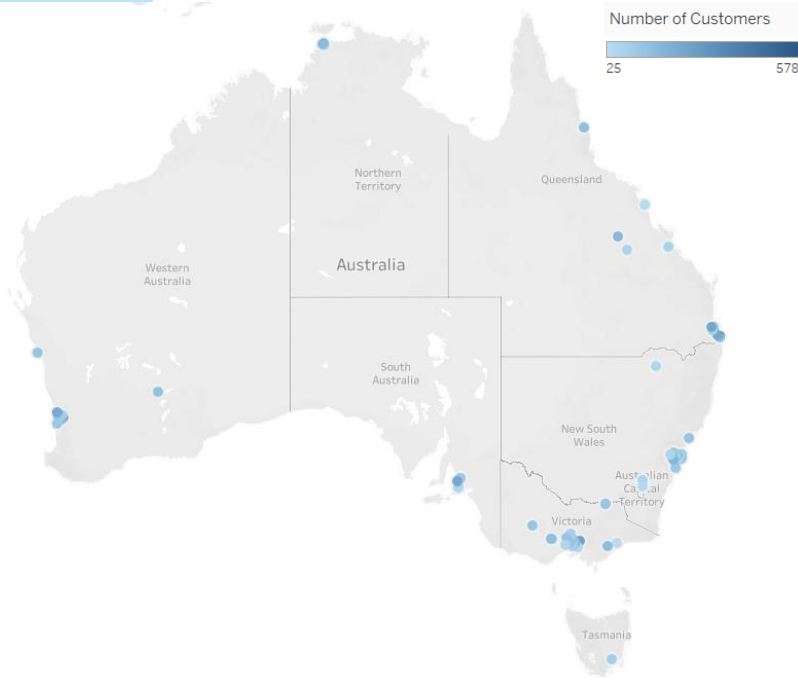 Number of Customers
25
578
Northern
Territory
Queensland
Western
Australia
Australia
South
Australia
New South
Wales
Australian
Capital
Territory
Victoria
Tasmania